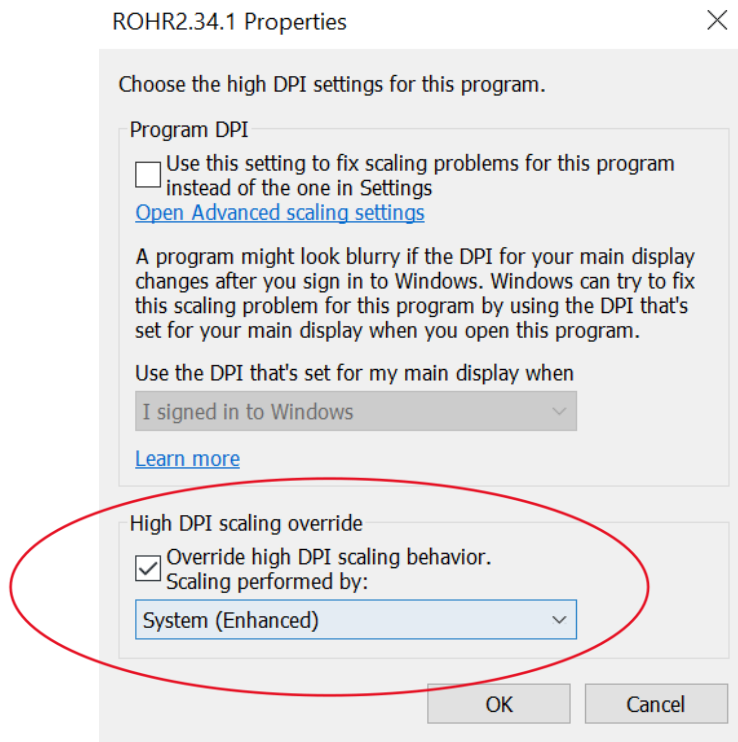 ROHR2.34.1 Properties
Choose the high DPI settings for this program.
Program DPI
Use this setting to fix scaling problems for this program
instead of the one in Settings
Open Advanced scaling settings
A program might look blurry if the DPI for your main display
changes after you sign in to Windows. Windows can try to fix
this scaling problem for this program by using the DPI that's
set for your main display when you open this program.
Use the DPI that's set for my main display when
I signed in to Windows
Learn more
High DPI scaling override
Override high DPI scaling behavior.
Scaling performed by:
System (Enhanced)
OK Cancel